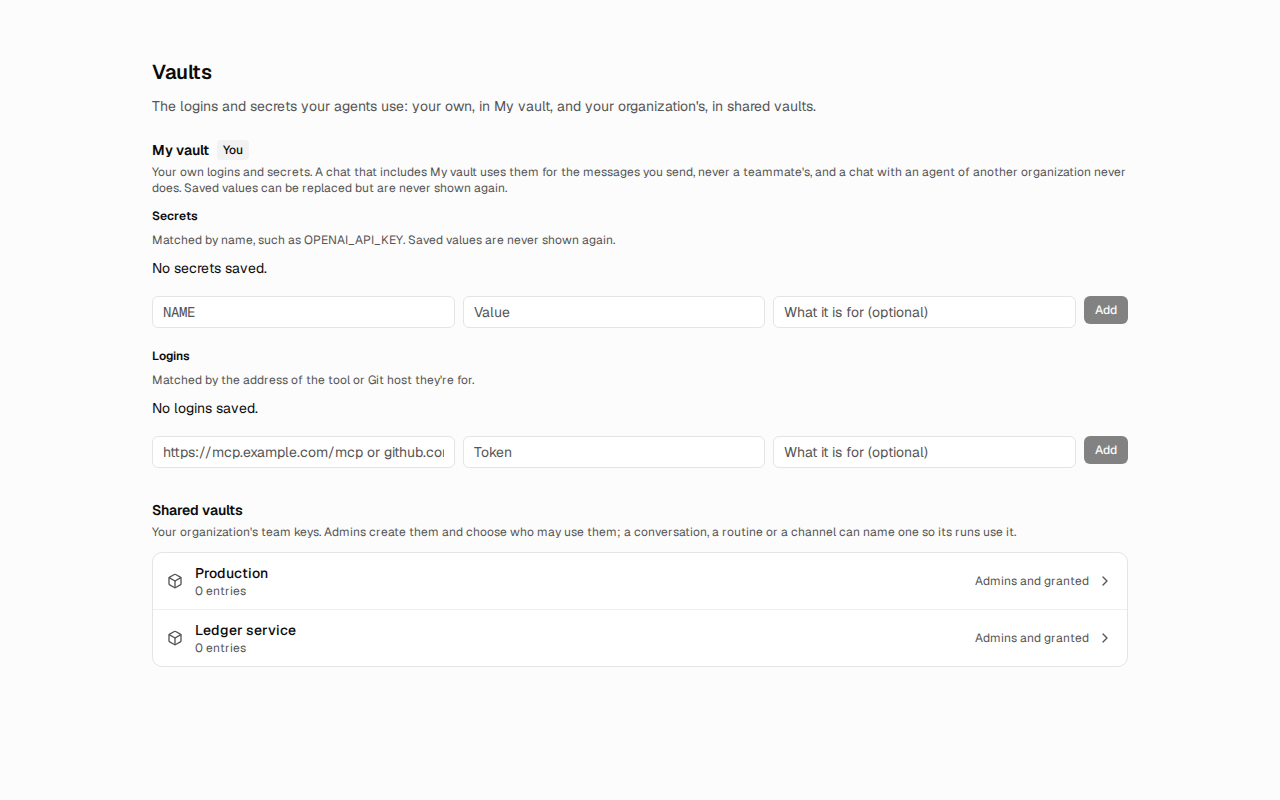 Vaults
The logins and secrets your agents use: your own, in My vault, and your organization's, in shared vaults.
My vault You
Your own logins and secrets. A chat that includes My vault uses them for the messages you send, never a teammate's, and a chat with an agent of another organization never
does. Saved values can be replaced but are never shown again.
Secrets
Matched by name, such as OPENAI_API_KEY. Saved values are never shown again.
No secrets saved.
NAME Value What it is for (optional) Add
Logins
Matched by the address of the tool or Git host they're for.
No logins saved.
https://mcp.example.com/mcp or github.co Token What it is for (optional) Add
Shared vaults
Your organization's team keys. Admins create them and choose who may use them; a conversation, a routine or a channel can name one so its runs use it.
Production Admins and granted
0 entries
Ledger service Admins and granted
0 entries